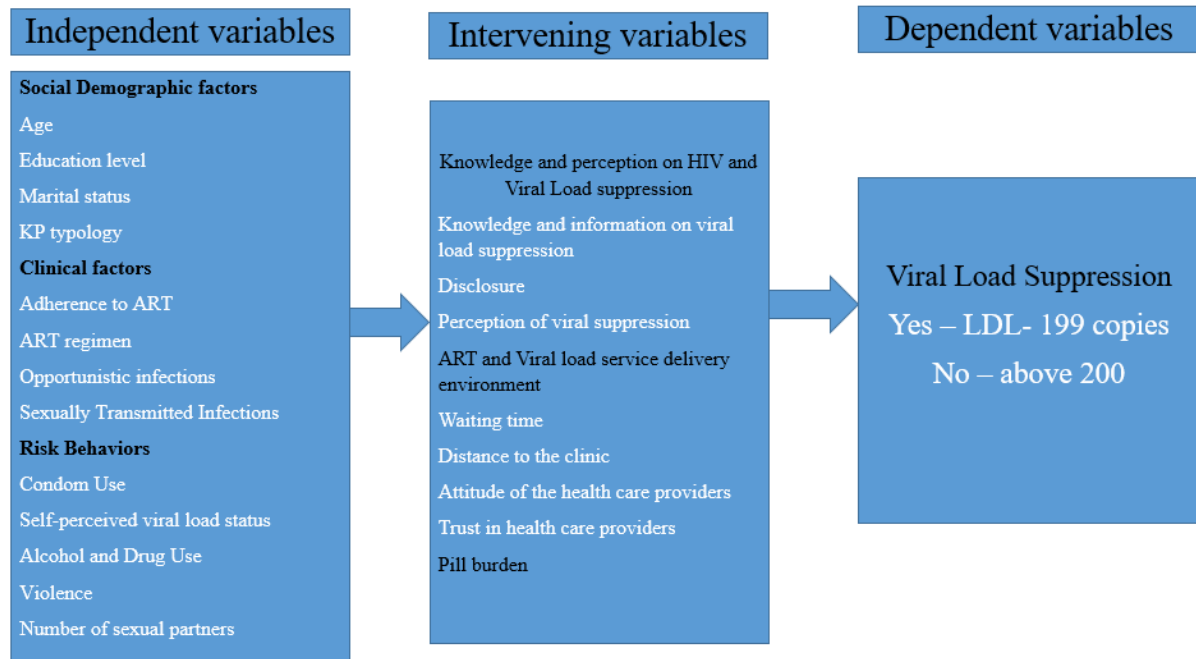 Independent variables
Social Demographic factors
Age
Education level
Marital status
KP typology
Clinical factors
Adherence to ART
ART regimen
Opportunistic infections
Sexually Transmitted Infections
Risk Behaviors
Condom Use
Self-perceived viral load status
Alcohol and Drug Use
Violence
Number of sexual partners
Intervening variables
Knowledge and perception on HIV and
Viral Load suppression
Knowledge and information on viral
load suppression
Disclosure
Perception of viral suppression
ART and Viral load service delivery
environment
Waiting time
Distance to the clinic
Attitude of the health care providers
Trust in health care providers
Pill burden
Dependent variables
Viral Load Suppression
Yes – LDL- 199 copies
No – above 200